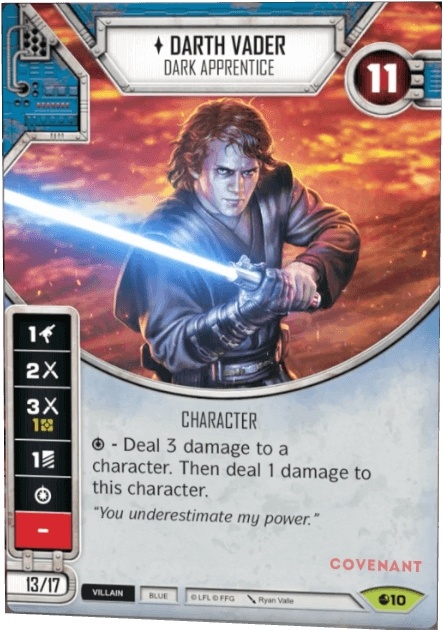 DARTH VADER
DARK APPRENTICE
11
1
2
3
1
1
-
13/17
CHARACTER
- Deal 3 damage to a
character. Then deal 1 damage to
this character.
"You underestimate my power."
COVENANT
VILLAIN
BLUE
© LFL © FFG
Ryan Valle
10